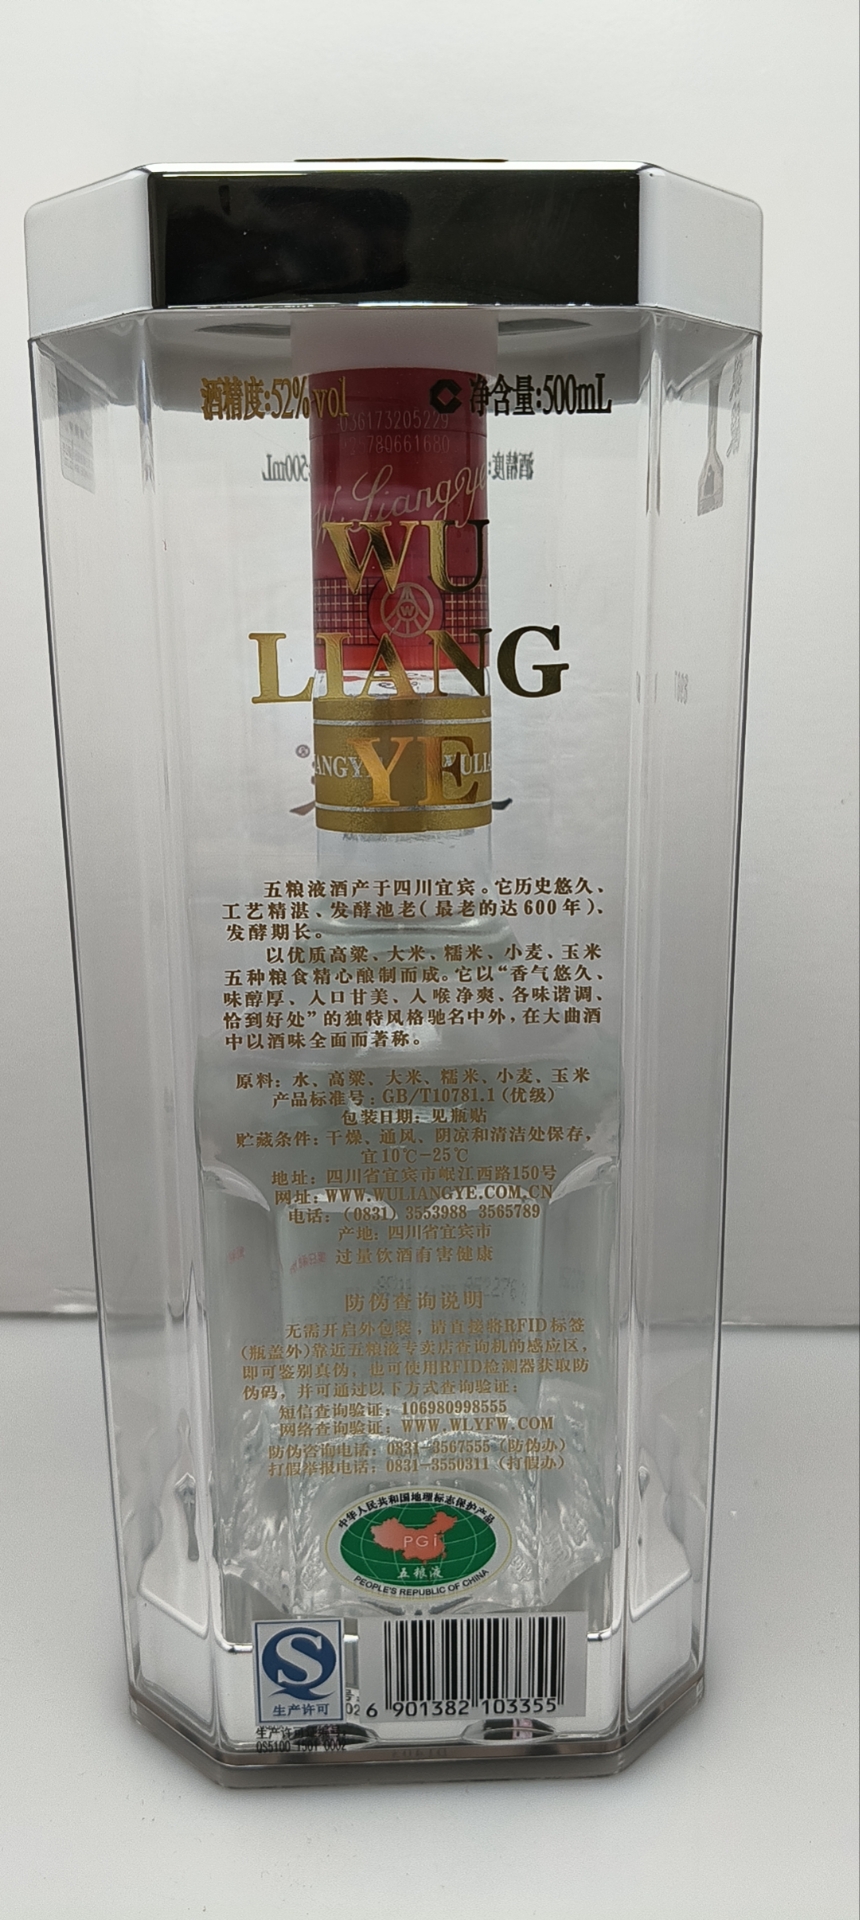 酒精度:52%vol
净含量:500mL
036173205229
780661680
W Liangye
WU
LIANG
YE
五粮液酒产于四川宜宾。它历史悠久、
工艺精湛、发酵池老(最老的达600年)、
发酵期长。
以优质高粱、大米、糯米、小麦、玉米
五种粮食精心酿制而成。它以“香气悠久、
味醇厚、入口甘美、入喉净爽、各味谐调、
恰到好处”的独特风格驰名中外,在大曲酒
中以酒味全面而著称。
原料：水、高粱、大米、糯米、小麦、玉米
产品标准号：GB/T10781.1(优级)
包装日期：见瓶贴
贮藏条件：干燥、通风、阴凉和清洁处保存，
宜10℃-25℃
地址：四川省宜宾市岷江西路150号
网址：WWW.WULIANGYE.COM.CN
电话：(0831) 3553988 3565789
产地：四川省宜宾市
过量饮酒有害健康
防伪查询说明
无需开启外包装，请直接将RFID标签
(瓶盖外)靠近五粮液专卖店查询机的感应区，
即可鉴别真伪，也可使用RFID检测器获取防
伪码，并可通过以下方式查询验证：
短信查询验证：106980998555
网络查询验证：WWW.WLYFW.COM
防伪咨询电话：0831-3567555(防伪办)
打假举报电话：0831-3550311(打假办)
中华人民共和国地理标志保护产品
PGI
五粮液
PEOPLE'S REPUBLIC OF CHINA
生产许可
6 901382 103355
生产许可证编号:
QS5100 1501 0002